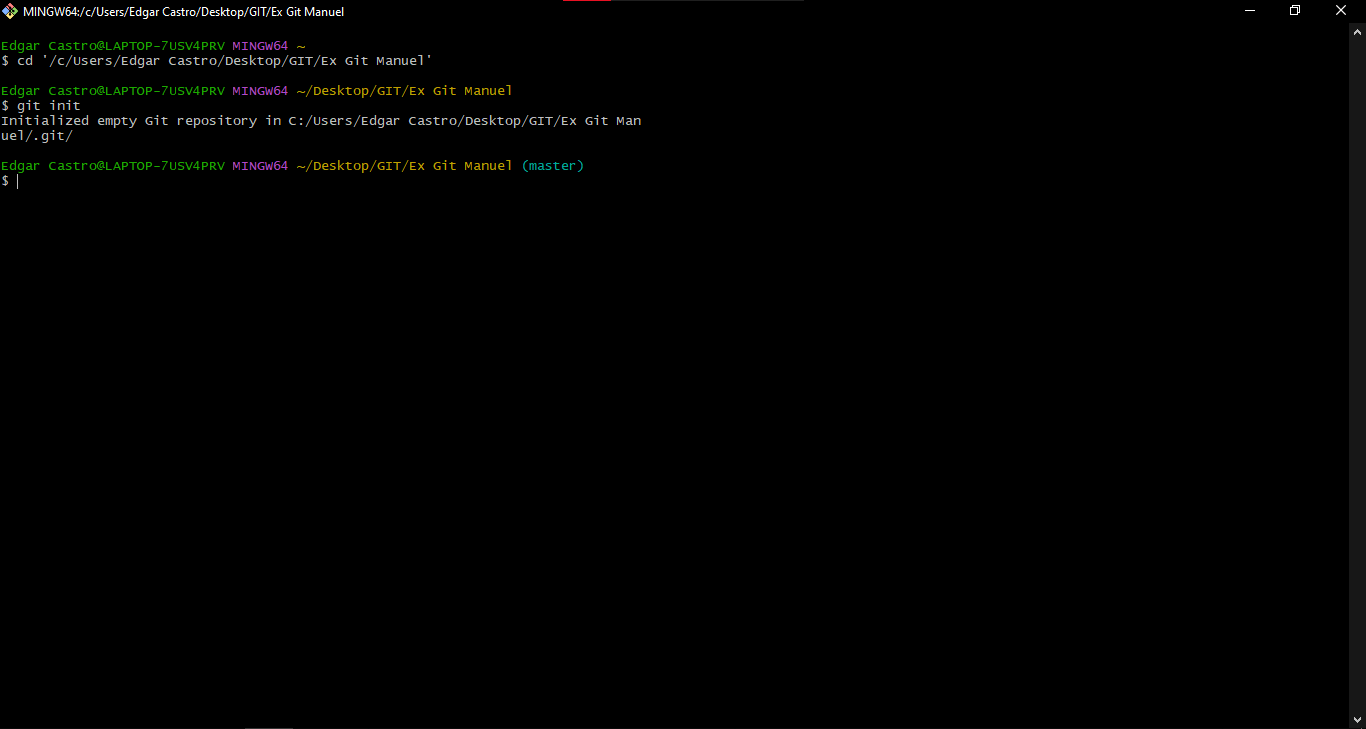 MINGW64:/c/Users/Edgar Castro/Desktop/GIT/Ex Git Manuel
Edgar Castro@LAPTOP-7USV4PRV MINGW64 ~
$ cd '/c/Users/Edgar Castro/Desktop/GIT/Ex Git Manuel'
Edgar Castro@LAPTOP-7USV4PRV MINGW64 ~/Desktop/GIT/Ex Git Manuel
$ git init
Initialized empty Git repository in C:/Users/Edgar Castro/Desktop/GIT/Ex Git Man
uel/.git/
Edgar Castro@LAPTOP-7USV4PRV MINGW64 ~/Desktop/GIT/Ex Git Manuel (master)
$